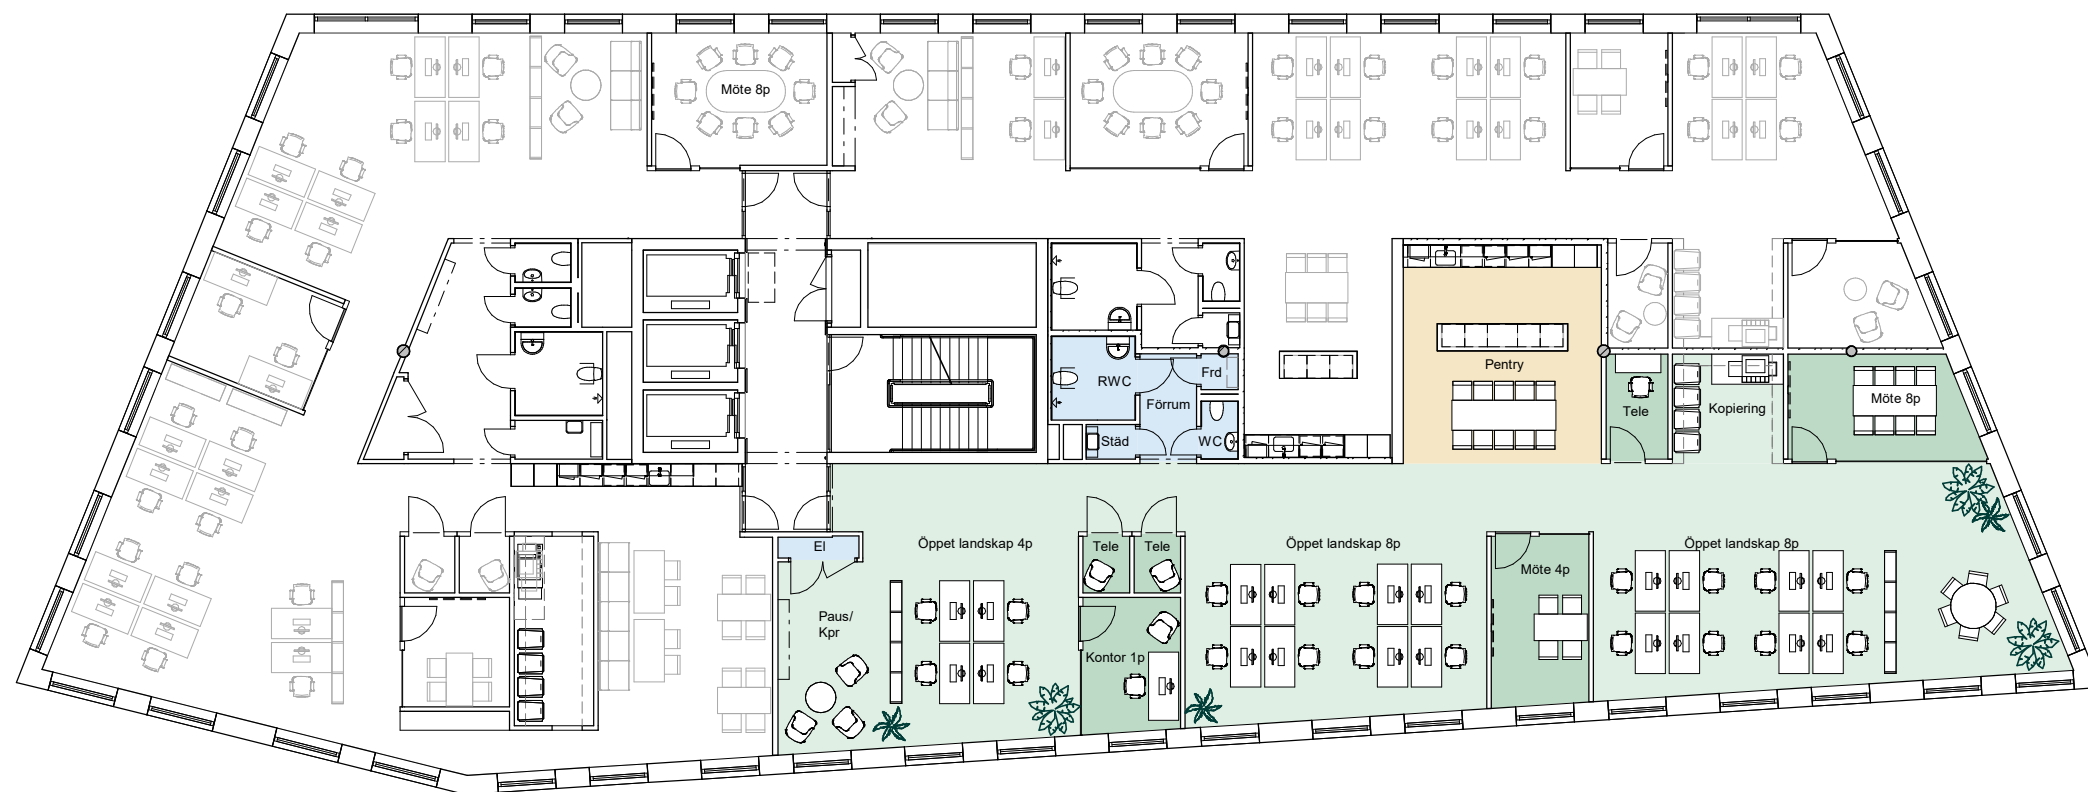 Möte 8p
Pentry
RWC
Frd
Förrum
Städ
WC
Tele
Kopiering
Möte 8p
El
Öppet landskap 4p
Tele
Tele
Öppet landskap 8p
Öppet landskap 8p
Möte 4p
Paus/
Kpr
Kontor 1p